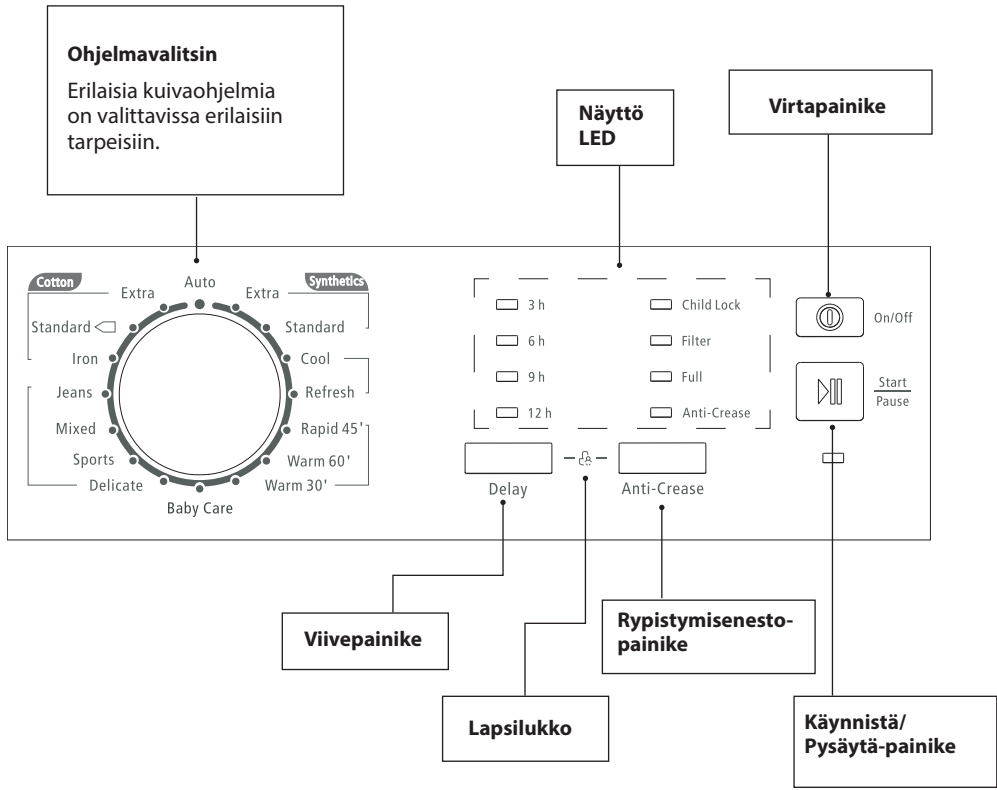 Ohjelmavalitsin
Erilaisia kuivaohjelmia
on valittavissa erilaisiin
tarpeisiin.
Näyttö
LED
Virtapainike
Cotton
Synthetics
Auto
Extra
Extra
Standard
Standard
Iron
Cool
Jeans
Refresh
Mixed
Rapid 45'
Sports
Warm 60'
Delicate
Warm 30'
Baby Care
3 h
Child Lock
6 h
Filter
9 h
Full
12 h
Anti-Crease
Delay
Anti-Crease
On/Off
Start
Pause
Viivepainike
Rypistymisenesto-
painike
Lapsilukko
Käynnistä/
Pysäytä-painike